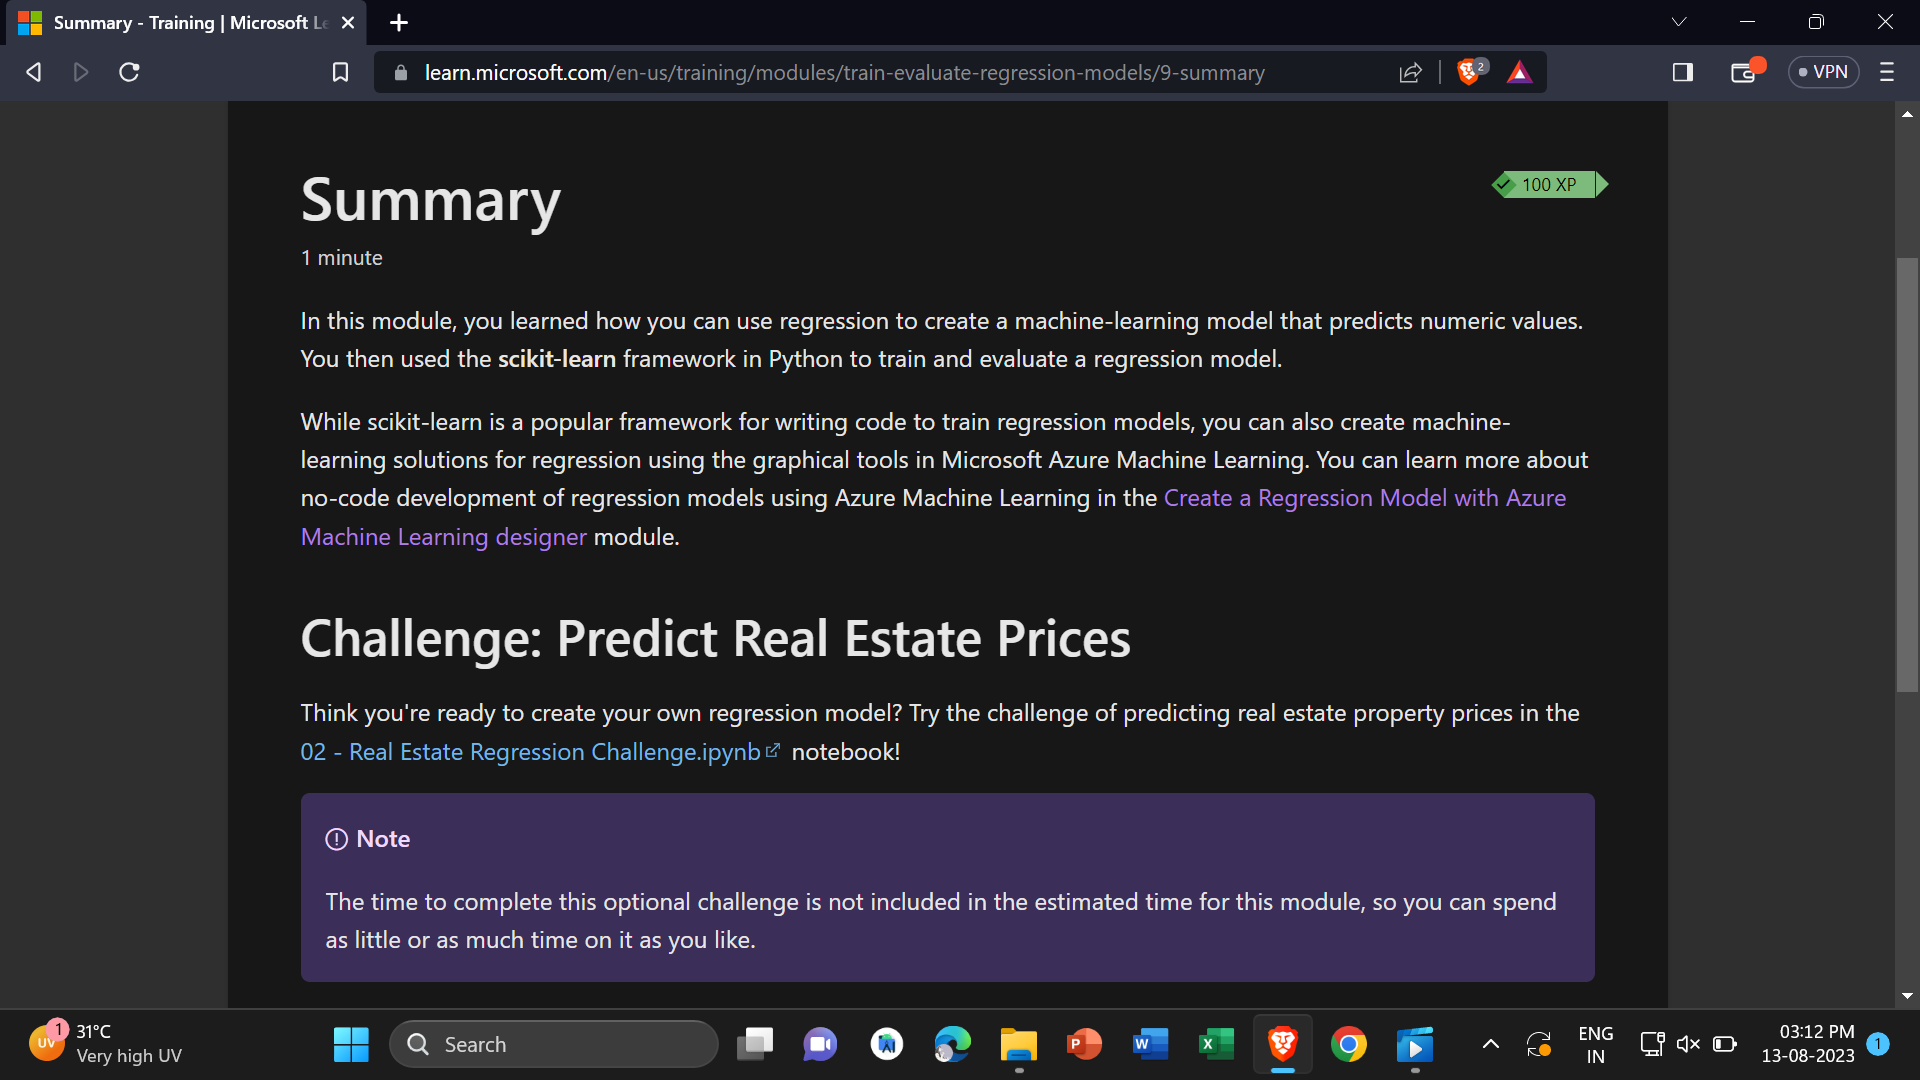 Summary - Training | Microsoft Le
learn.microsoft.com/en-us/training/modules/train-evaluate-regression-models/9-summary
2
VPN
Summary
100 XP
1 minute
In this module, you learned how you can use regression to create a machine-learning model that predicts numeric values.
You then used the scikit-learn framework in Python to train and evaluate a regression model.
While scikit-learn is a popular framework for writing code to train regression models, you can also create machine-
learning solutions for regression using the graphical tools in Microsoft Azure Machine Learning. You can learn more about
no-code development of regression models using Azure Machine Learning in the Create a Regression Model with Azure
Machine Learning designer module.
Challenge: Predict Real Estate Prices
Think you're ready to create your own regression model? Try the challenge of predicting real estate property prices in the
02 - Real Estate Regression Challenge.ipynb notebook!
Note
The time to complete this optional challenge is not included in the estimated time for this module, so you can spend
as little or as much time on it as you like.
UV
1
31°C
Very high UV
Search
AI
P
W
X
ENG
IN
03:12 PM
13-08-2023
1